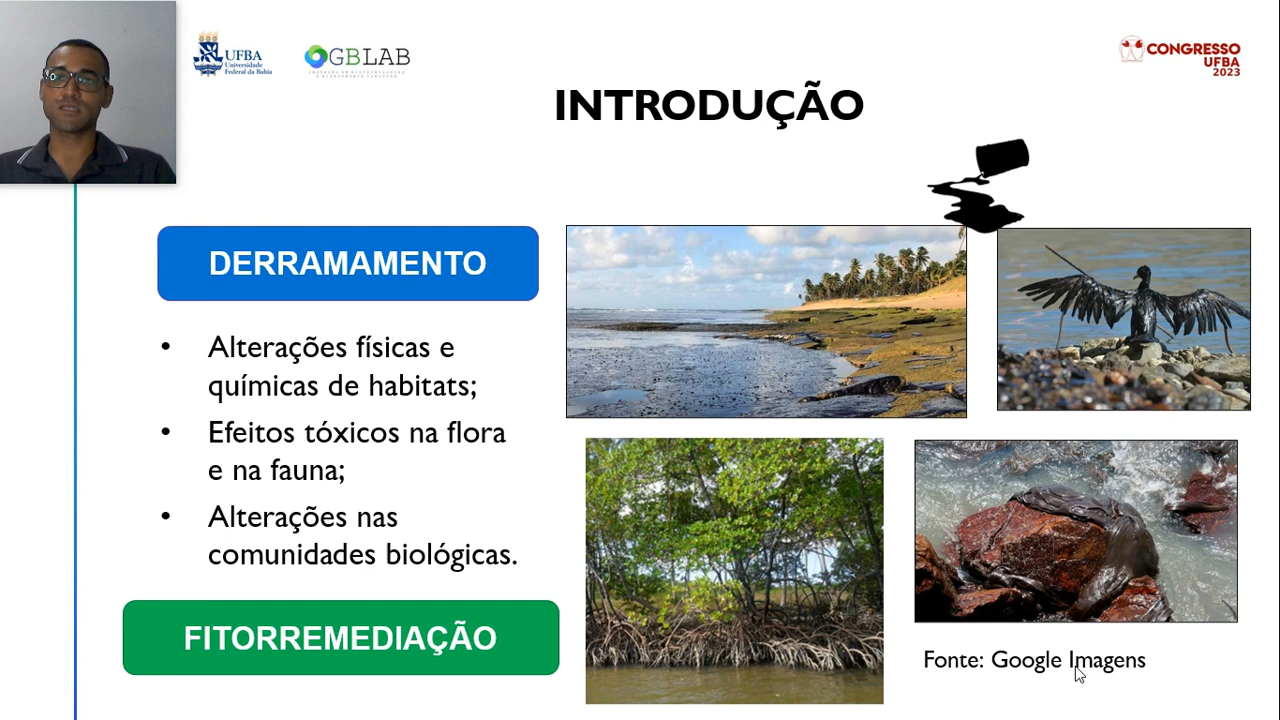 UFBA
Universidade
Federal da Bahia
GBLAB
CONGRESSO
UFBA
2023
INTRODUÇÃO
DERRAMAMENTO
• Alterações físicas e
químicas de habitats;
• Efeitos tóxicos na flora
e na fauna;
• Alterações nas
comunidades biológicas.
FITORREMEDIAÇÃO
Fonte: Google Imagens